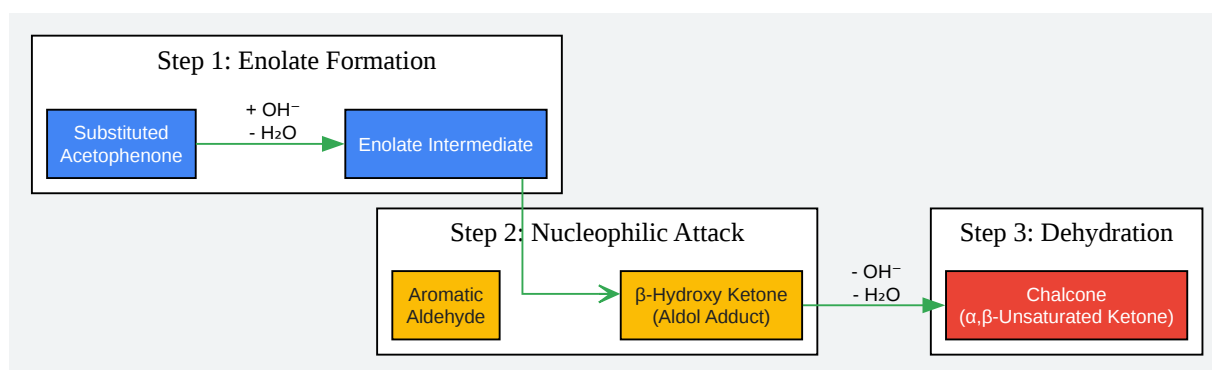 Step 1: Enolate Formation
Substituted
Acetophenone
+ OH⁻
- H₂O
Enolate Intermediate
Step 2: Nucleophilic Attack
Aromatic
Aldehyde
β-Hydroxy Ketone
(Aldol Adduct)
- OH⁻
- H₂O
Step 3: Dehydration
Chalcone
(α,β-Unsaturated Ketone)